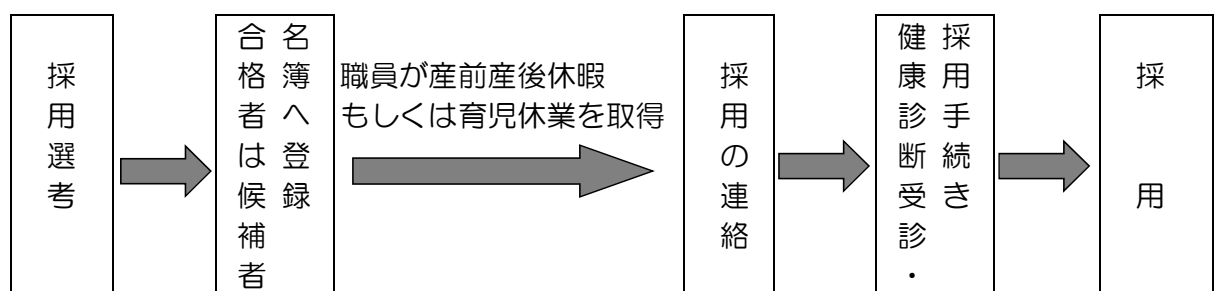 採用選考
合格者は候補者
名簿へ登録
職員が産前産後休暇
もしくは育児休業を取得
採用の連絡
健康診断受診・
採用手続き
採用